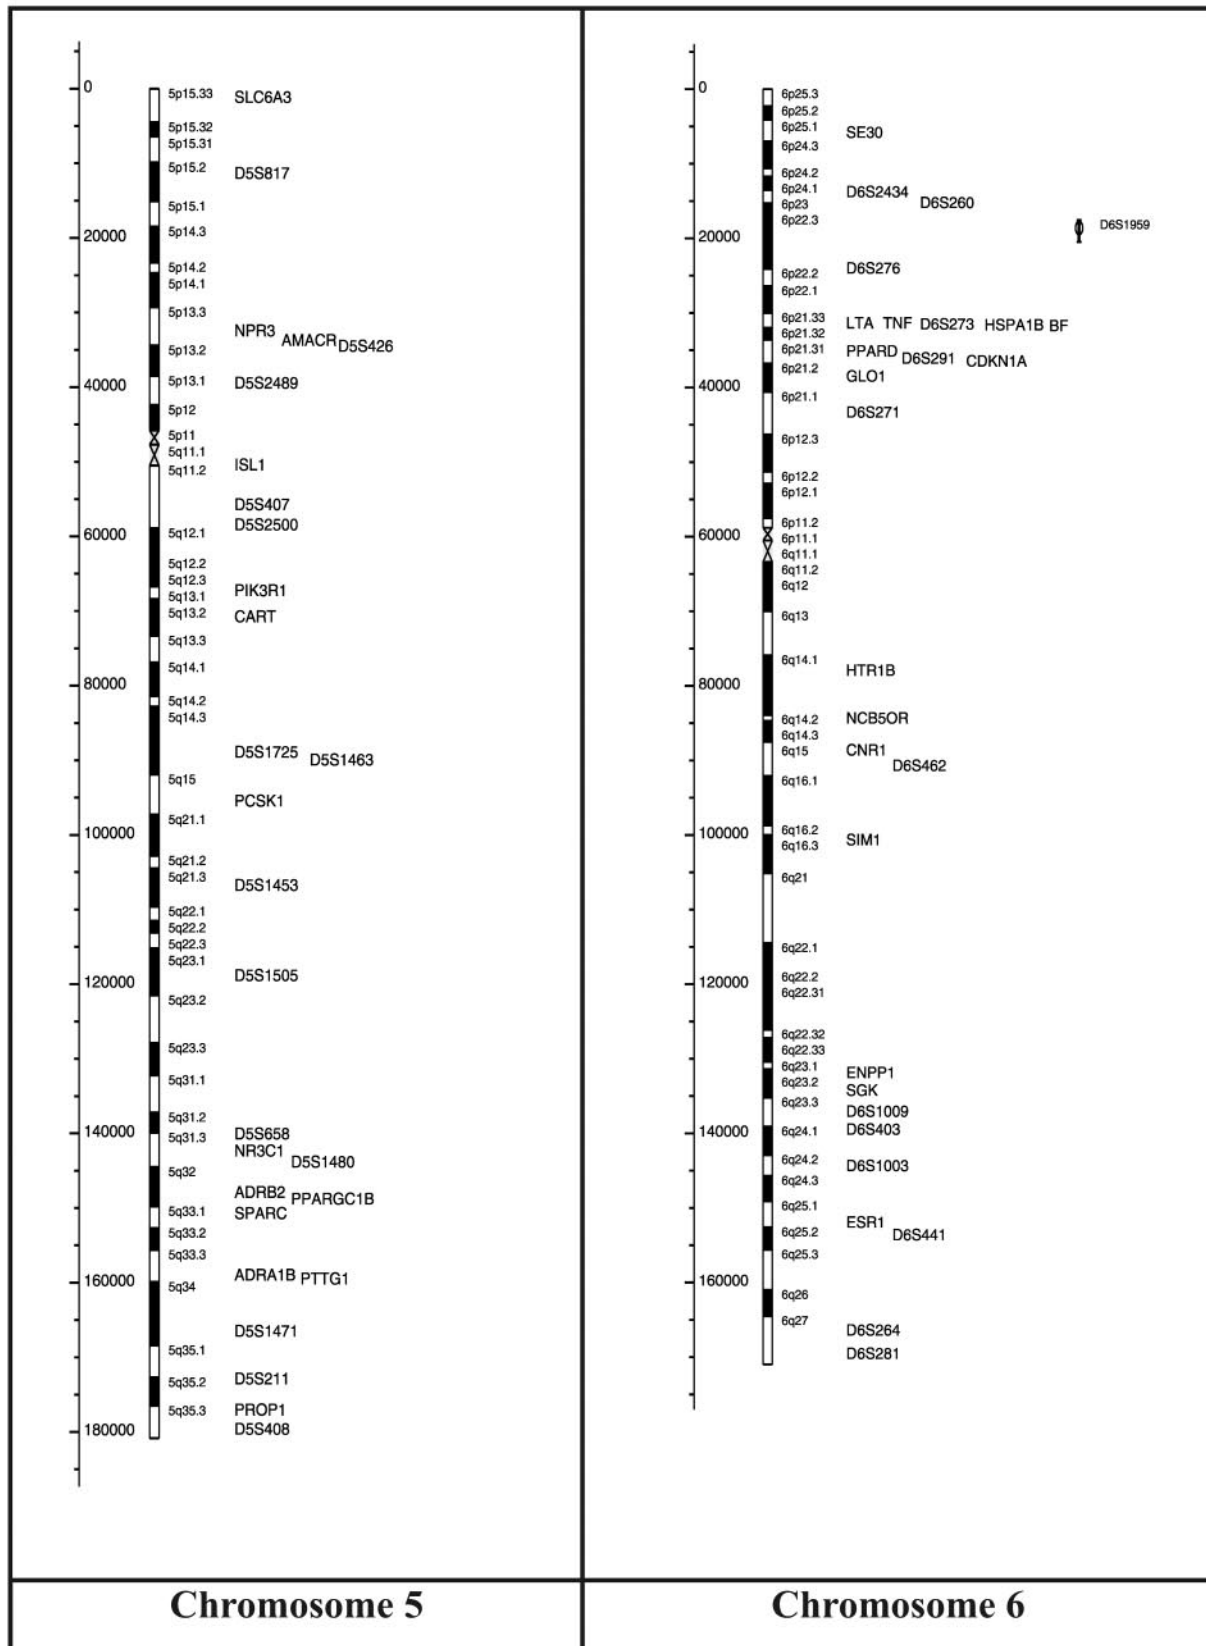 0
5p15.33 SLC6A3
5p15.32
5p15.31
5p15.2 D5S817
5p15.1
5p14.3
20000
5p14.2
5p14.1
5p13.3
NPR3 AMACR D5S426
5p13.2
5p13.1 D5S2489
40000
5p12
5p11
5q11.1
5q11.2 ISL1
D5S407
D5S2500
5q12.1
60000
5q12.2
5q12.3
5q13.1 PIK3R1
5q13.2 CART
5q13.3
5q14.1
80000
5q14.2
5q14.3
D5S1725 D5S1463
5q15
PCSK1
5q21.1
100000
5q21.2
5q21.3 D5S1453
5q22.1
5q22.2
5q22.3
5q23.1
D5S1505
120000
5q23.2
5q23.3
5q31.1
5q31.2
140000
5q31.3 D5S658
NR3C1 D5S1480
5q32
ADRB2 PPARGC1B
5q33.1 SPARC
5q33.2
5q33.3
ADRA1B PTTG1
160000
5q34
D5S1471
5q35.1
5q35.2 D5S211
5q35.3 PROP1
180000 D5S408
Chromosome 5
0
6p25.3
6p25.2
6p25.1 SE30
6p24.3
6p24.2
6p24.1 D6S2434
6p23 D6S260
6p22.3 D6S1959
20000
6p22.2 D6S276
6p22.1
6p21.33 LTA TNF D6S273 HSPA1B BF
6p21.32
6p21.31 PPARD D6S291 CDKN1A
6p21.2 GLO1
40000
6p21.1
D6S271
6p12.3
6p12.2
6p12.1
6p11.2
60000
6p11.1
6q11.1
6q11.2
6q12
6q13
6q14.1 HTR1B
80000
6q14.2 NCB5OR
6q14.3
6q15 CNR1 D6S462
6q16.1
100000
6q16.2
6q16.3 SIM1
6q21
6q22.1
6q22.2
120000
6q22.31
6q22.32
6q22.33
6q23.1 ENPP1
6q23.2 SGK
6q23.3 D6S1009
140000
6q24.1 D6S403
6q24.2 D6S1003
6q24.3
6q25.1
ESR1 D6S441
6q25.2
6q25.3
160000
6q26
6q27
D6S264
D6S281
Chromosome 6